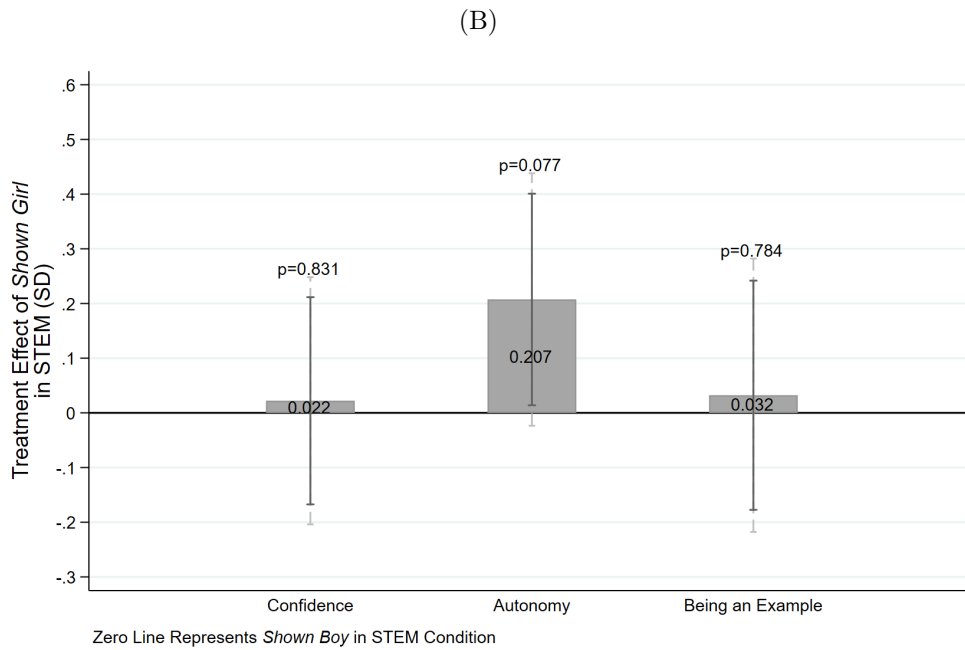 (B)
Treatment Effect of Shown Girl
in STEM (SD)
.6
.5
.4
.3
.2
.1
0
-.1
-.2
-.3
p=0.831
p=0.077
p=0.784
0.022
0.207
0.032
Confidence
Autonomy
Being an Example
Zero Line Represents Shown Boy in STEM Condition